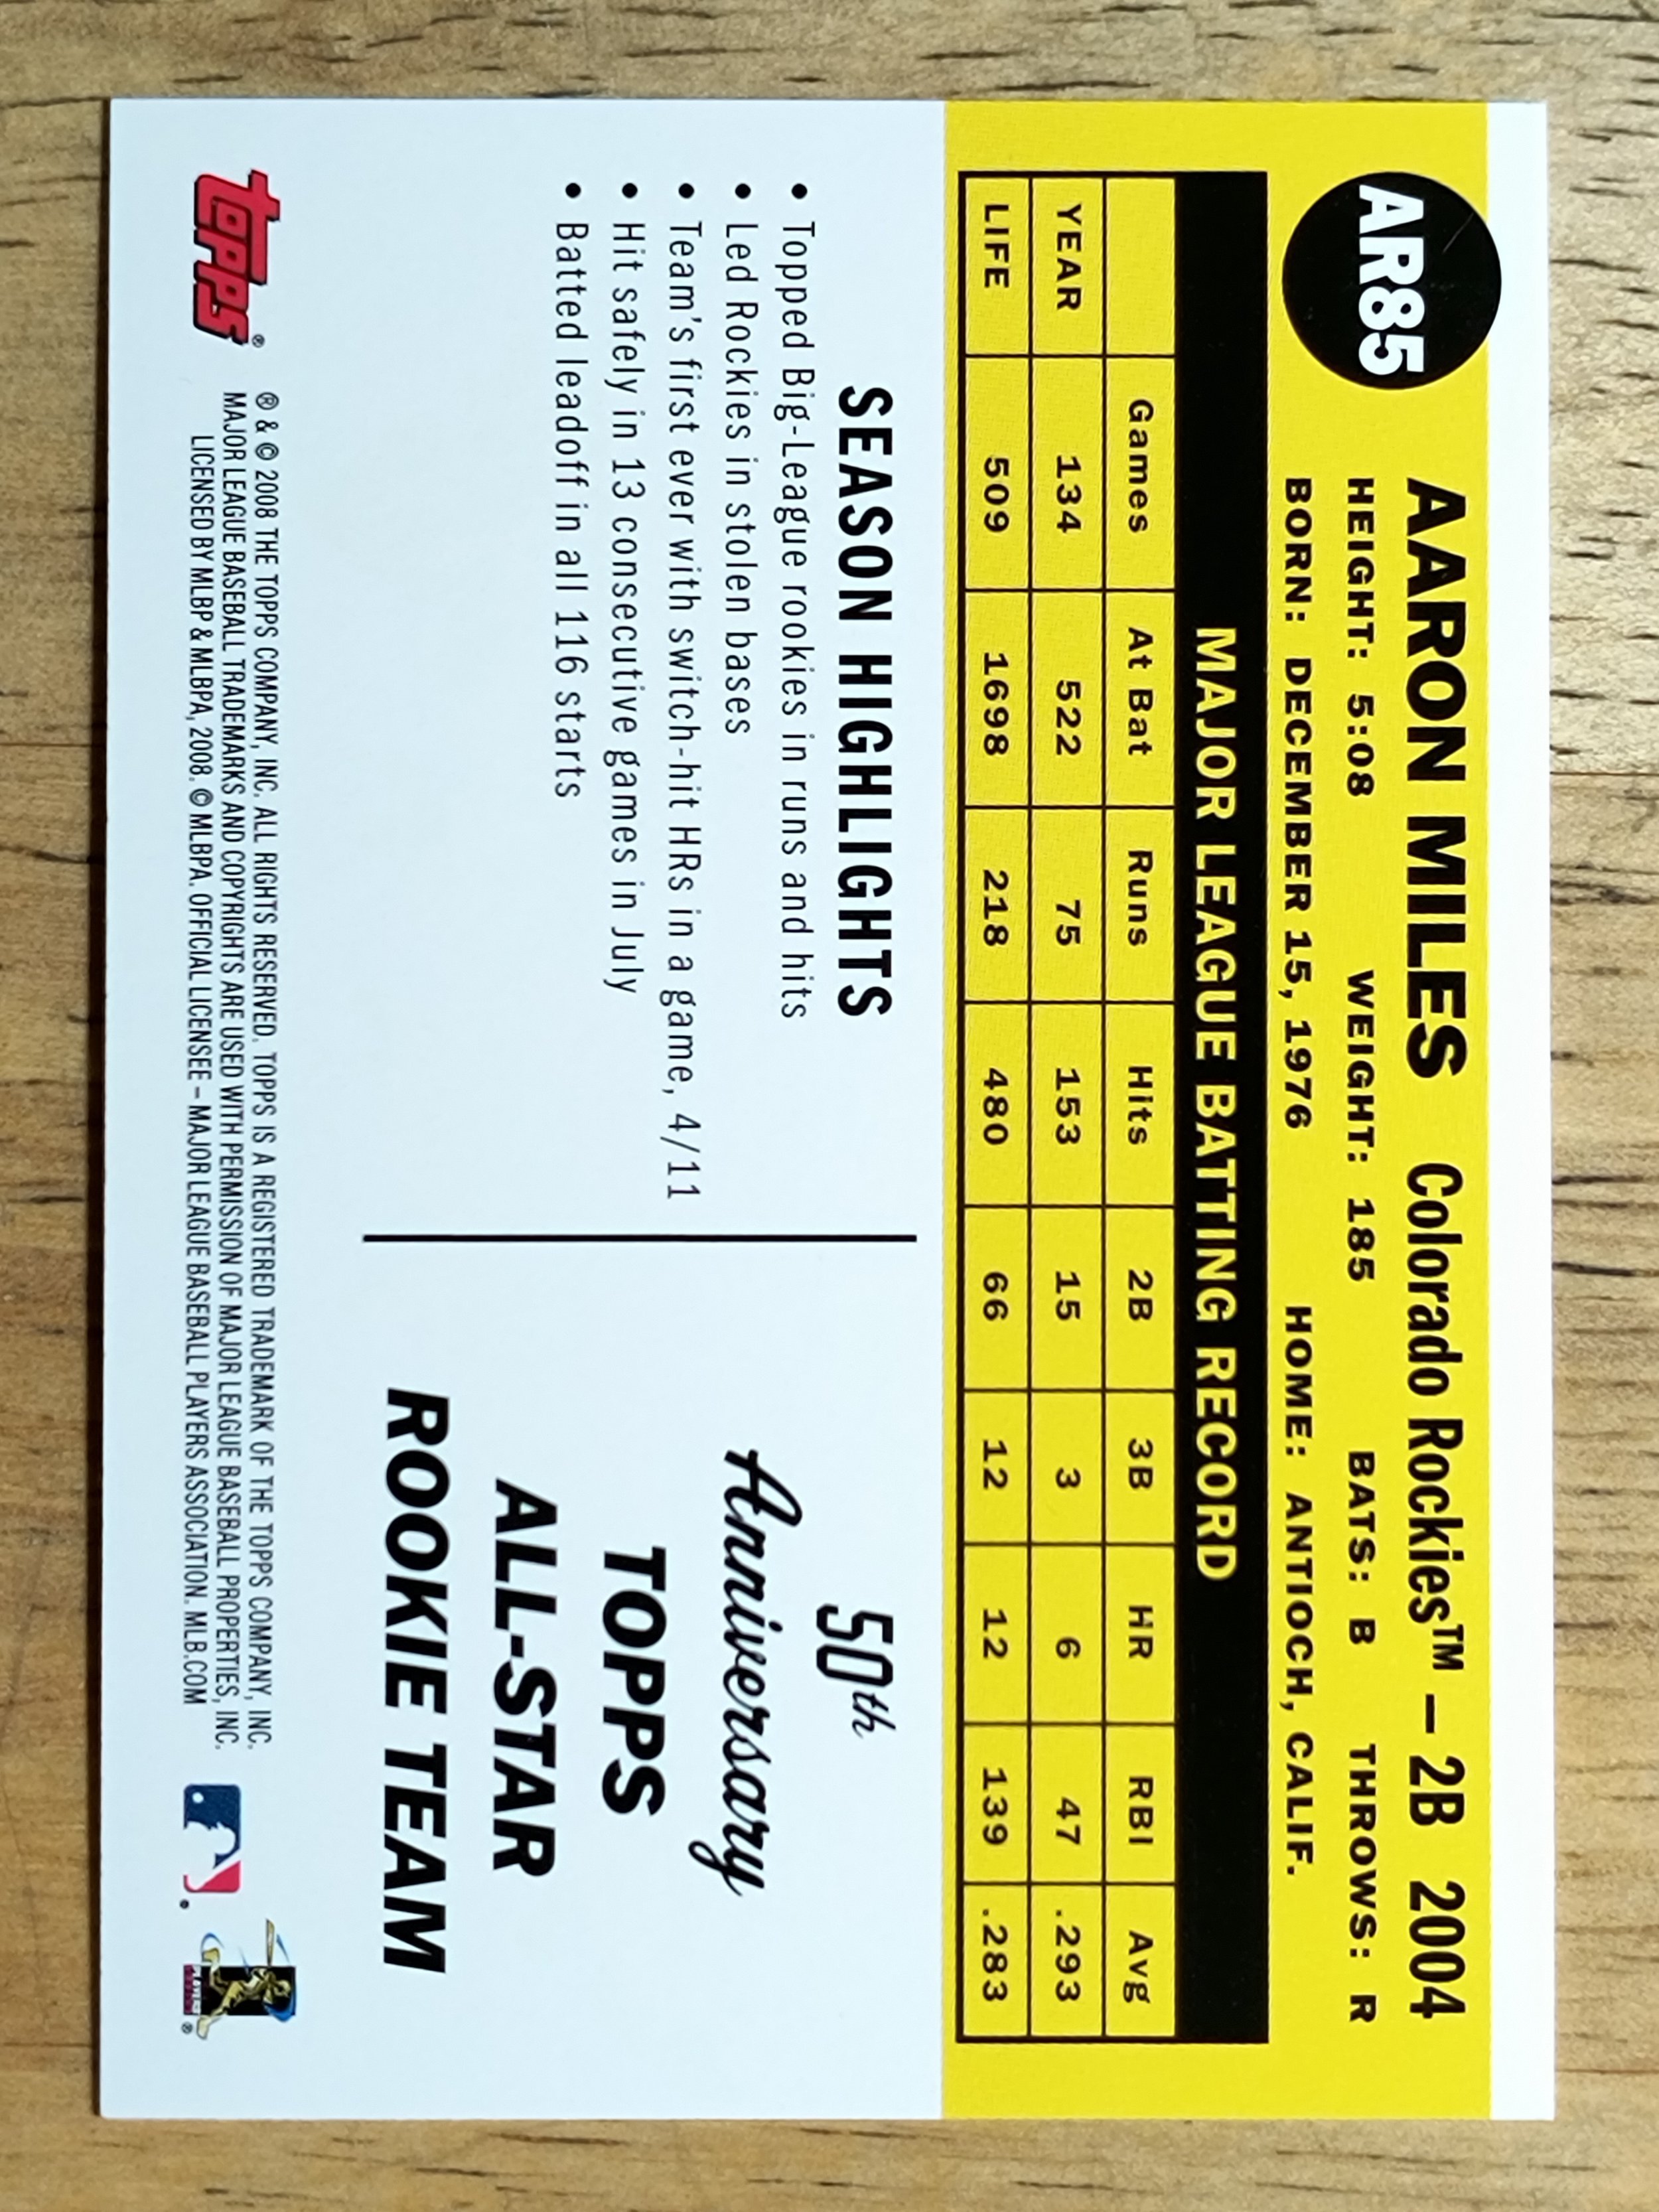 AR85
AARON MILES Colorado Rockies™ – 2B 2004
HEIGHT: 5:08 WEIGHT: 185 BATS: B THROWS: R
BORN: DECEMBER 15, 1976 HOME: ANTIOCH, CALIF.
MAJOR LEAGUE BATTING RECORD
Games At Bat Runs Hits 2B 3B HR RBI Avg
YEAR 134 522 75 153 15 3 6 47 .293
LIFE 509 1698 218 480 66 12 12 139 .283
SEASON HIGHLIGHTS
• Topped Big-League rookies in runs and hits
• Led Rockies in stolen bases
• Team's first ever with switch-hit HRs in a game, 4/11
• Hit safely in 13 consecutive games in July
• Batted leadoff in all 116 starts
50th
Anniversary
TOPPS
ALL-STAR
ROOKIE TEAM
topps®
® & © 2008 THE TOPPS COMPANY, INC. ALL RIGHTS RESERVED. TOPPS IS A REGISTERED TRADEMARK OF THE TOPPS COMPANY, INC.
MAJOR LEAGUE BASEBALL TRADEMARKS AND COPYRIGHTS ARE USED WITH PERMISSION OF MAJOR LEAGUE BASEBALL PROPERTIES, INC.
LICENSED BY MLBP & MLBPA, 2008. © MLBPA. OFFICIAL LICENSEE – MAJOR LEAGUE BASEBALL PLAYERS ASSOCIATION. MLB.COM